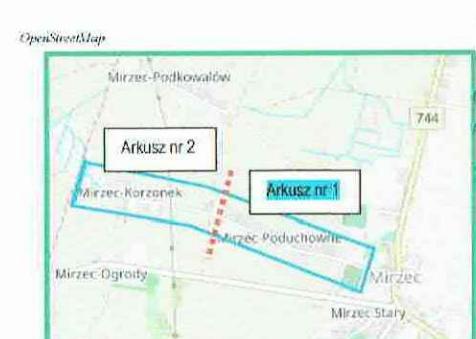 OpenStreetMap
Mirzec-Podkowalów
744
Arkusz nr 2
Arkusz nr 1
Mirzec-Korzonek
Mirzec-Poduchowne
Mirzec-Ogrody
Mirzec
Mirzec Stary